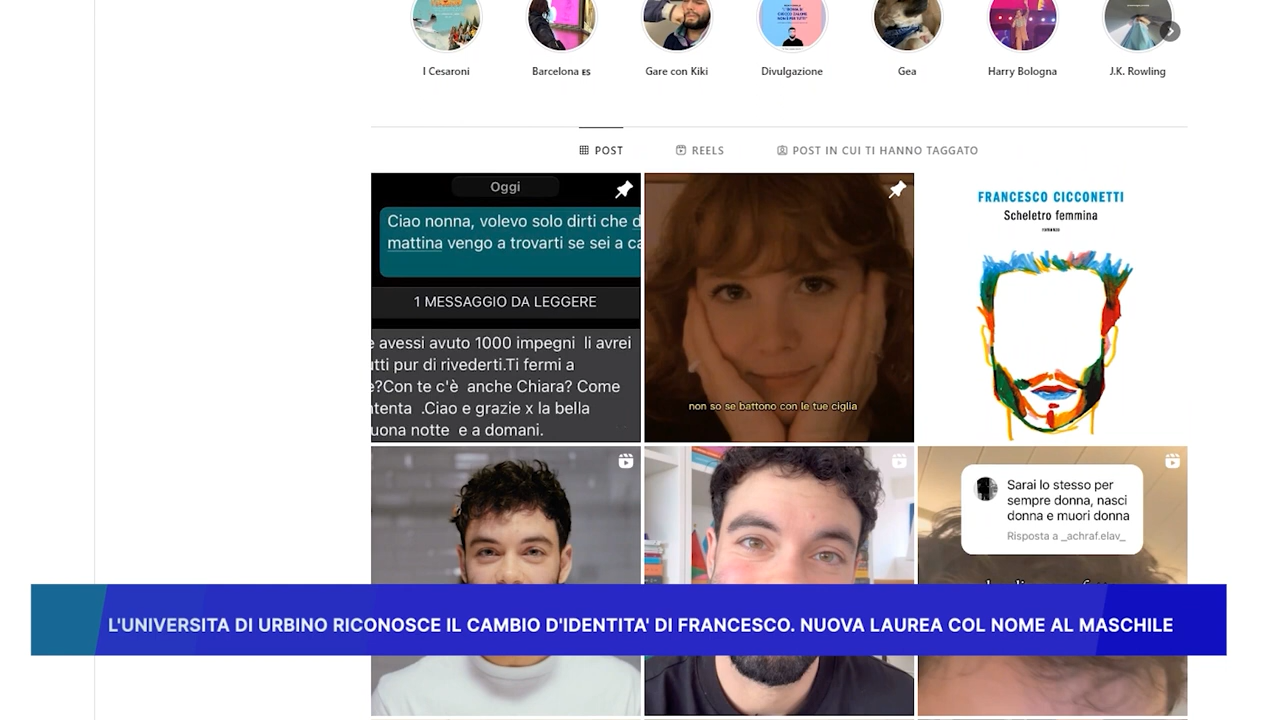 I Cesaroni
Barcelona ES
Gare con Kiki
Divulgazione
Gea
Harry Bologna
J.K. Rowling
POST
REELS
POST IN CUI TI HANNO TAGGATO
Oggi
Ciao nonna, volevo solo dirti che d
mattina vengo a trovarti se sei a ca
1 MESSAGGIO DA LEGGERE
e avessi avuto 1000 impegni li avrei
utti pur di rivederti.Ti fermi a
e?Con te c'è anche Chiara? Come
ntenta .Ciao e grazie x la bella
uona notte e a domani.
non so se battono con le tue ciglia
FRANCESCO CICCONETTI
Scheletro femmina
romanzo
Sarai lo stesso per
sempre donna, nasci
donna e muori donna
Risposta a _achraf.elav_
L'UNIVERSITA DI URBINO RICONOSCE IL CAMBIO D'IDENTITA' DI FRANCESCO. NUOVA LAUREA COL NOME AL MASCHILE